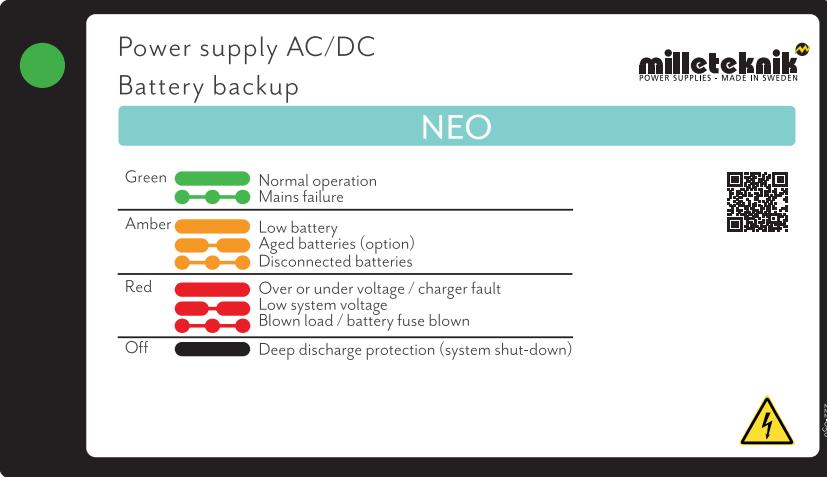 Power supply AC/DC
Battery backup
milleteknik
POWER SUPPLIES - MADE IN SWEDEN
NEO
Green
Normal operation
Mains failure
Amber
Low battery
Aged batteries (option)
Disconnected batteries
Red
Over or under voltage / charger fault
Low system voltage
Blown load / battery fuse blown
Off
Deep discharge protection (system shut-down)